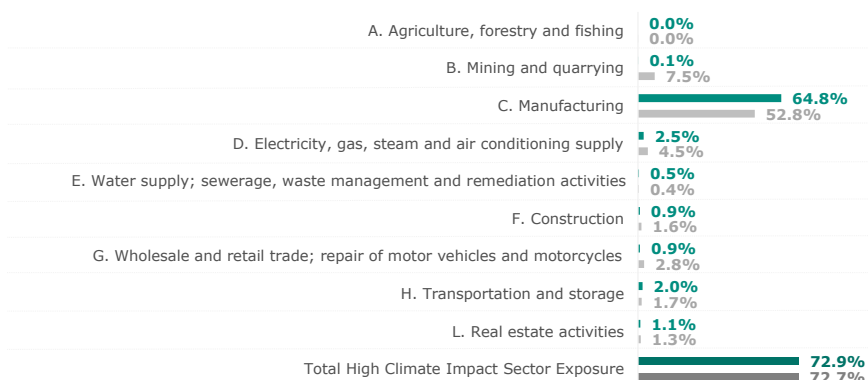 A. Agriculture, forestry and fishing 0.0%
0.0%
B. Mining and quarrying 0.1%
7.5%
C. Manufacturing 64.8%
52.8%
D. Electricity, gas, steam and air conditioning supply 2.5%
4.5%
E. Water supply; sewerage, waste management and remediation activities 0.5%
0.4%
F. Construction 0.9%
1.6%
G. Wholesale and retail trade; repair of motor vehicles and motorcycles 0.9%
2.8%
H. Transportation and storage 2.0%
1.7%
L. Real estate activities 1.1%
1.3%
Total High Climate Impact Sector Exposure 72.9%
72.7%